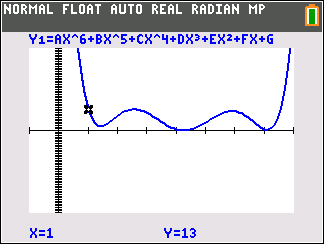 NORMAL FLOAT AUTO REAL RADIAN MP
Y1=AX^6+BX^5+CX^4+DX³+EX²+FX+G
X=1 Y=13